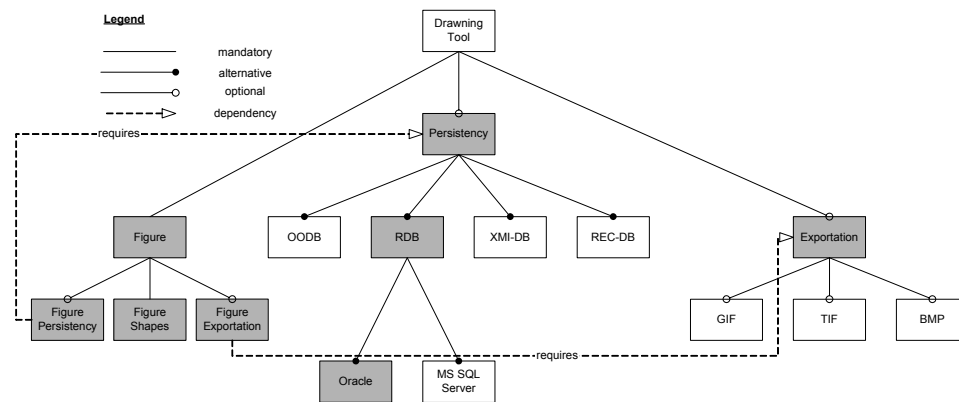 Legend
mandatory
alternative
optional
dependency
Drawning
Tool
requires
Persistency
Figure
OODB
RDB
XMI-DB
REC-DB
Exportation
Figure
Persistency
Figure
Shapes
Figure
Exportation
GIF
TIF
BMP
requires
Oracle
MS SQL
Server